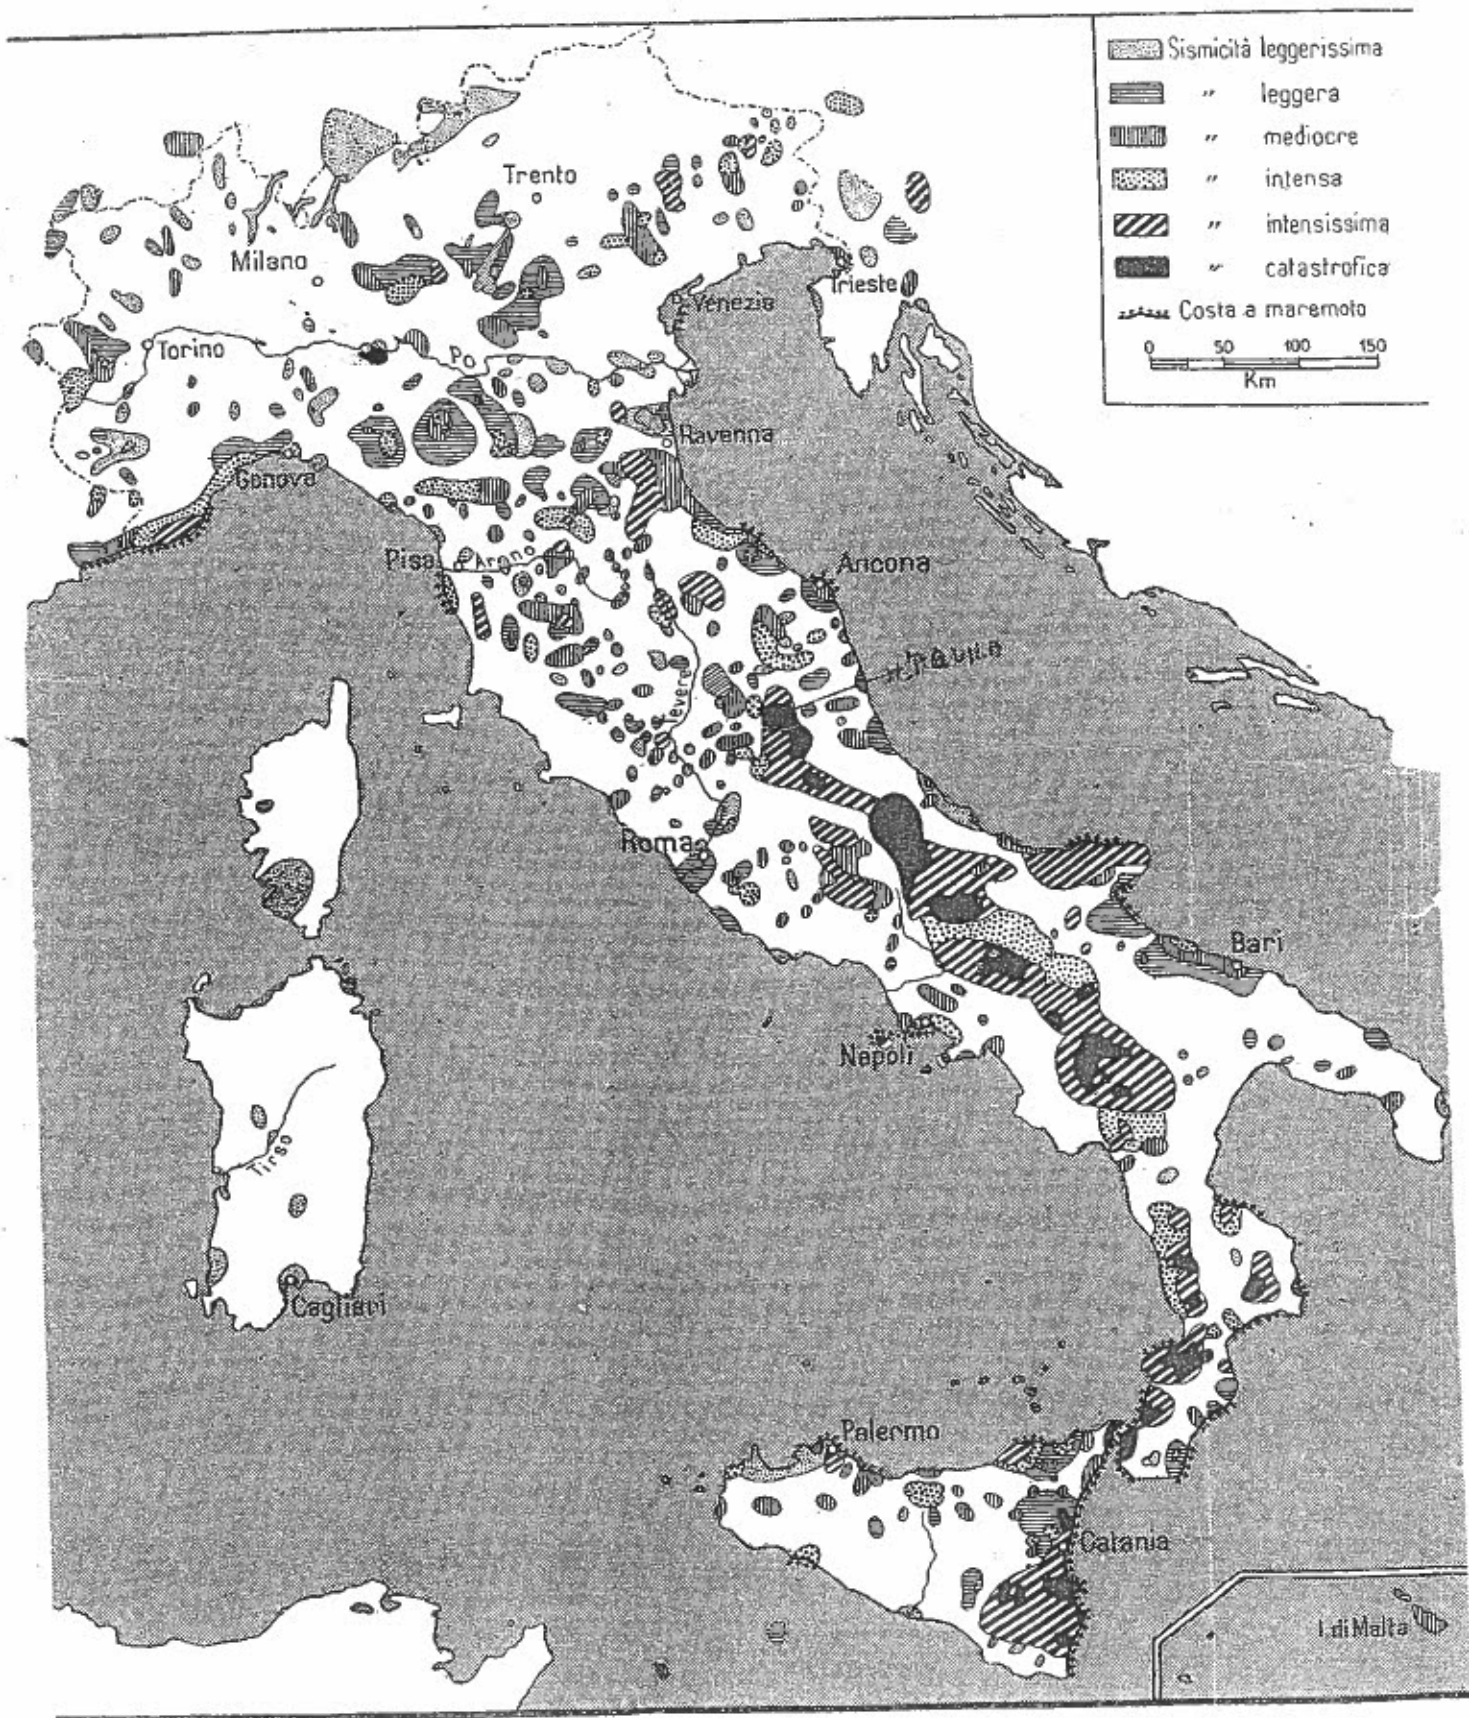 Sismicità leggerissima
" leggera
" mediocre
" intensa
" intensissima
" catastrofica
Costa a maremoto
0 50 100 150
Km
Trento
Milano
Trieste
Venezia
Torino
Po
Ravenna
Genova
Pisa
Arano
Ancona
Tevere
Roma
Bari
Napoli
Tirso
Cagliari
Palermo
Catania
I di Malta